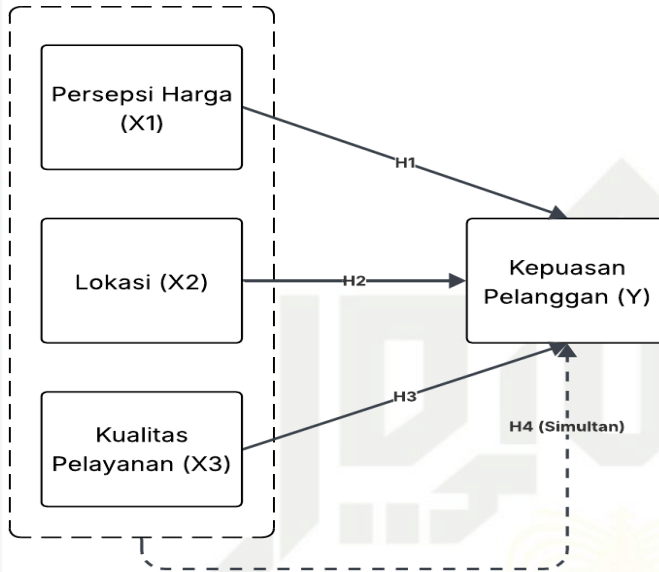 Persepsi Harga
(X1)
H1
Lokasi (X2)
H2
Kepuasan
Pelanggan (Y)
H3
Kualitas
Pelayanan (X3)
H4 (Simultan)